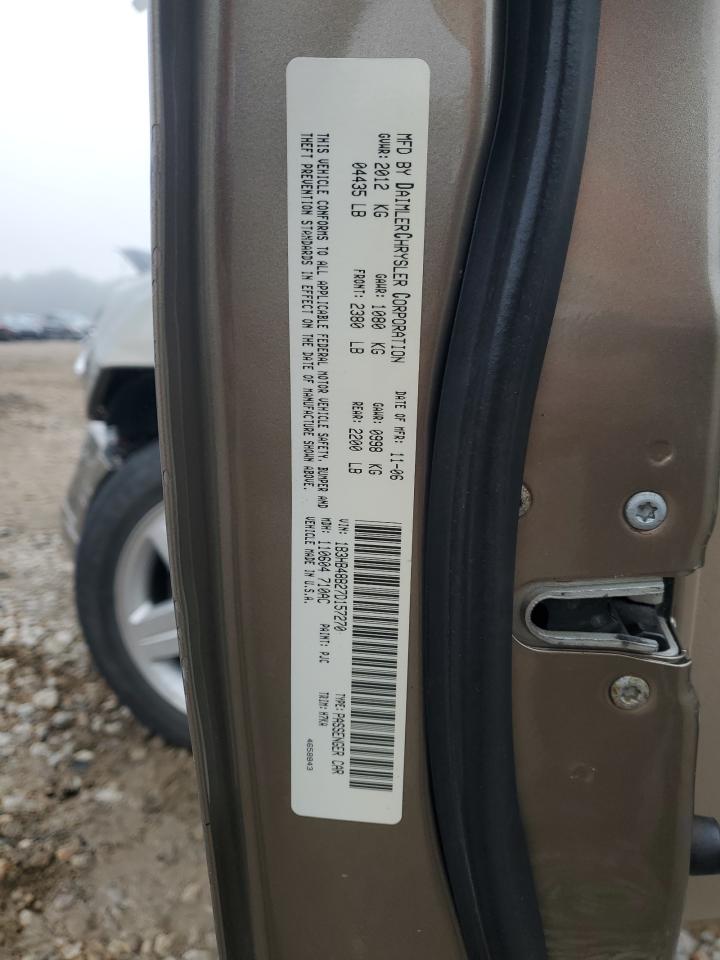 MFD BY DAIMLERCHRYSLER CORPORATION DATE OF MFR: 11-06
GVWR: 2012 KG GAWR: 1080 KG GAWR: 0998 KG
04435 LB FRONT: 2380 LB REAR: 2200 LB
THIS VEHICLE CONFORMS TO ALL APPLICABLE FEDERAL MOTOR VEHICLE SAFETY, BUMPER AND
THEFT PREVENTION STANDARDS IN EFFECT ON THE DATE OF MANUFACTURE SHOWN ABOVE.
VIN: 1B3HB48B27D157270 TYPE: PASSENGER CAR
MDH: 110604 710AC PAINT: PJC TRIM: H7KA
VEHICLE MADE IN U.S.A. 4658843